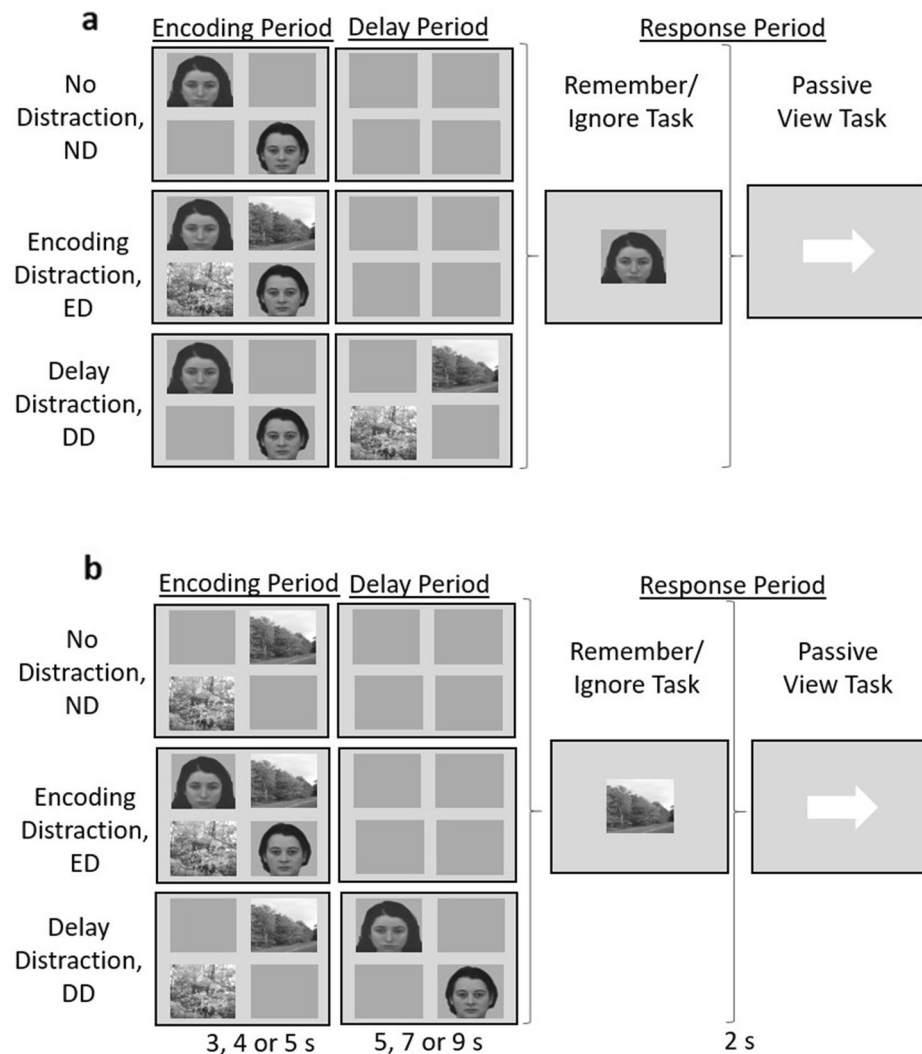 a
Encoding Period Delay Period Response Period
No
Distraction,
ND
Remember/
Ignore Task
Passive
View Task
Encoding
Distraction,
ED
Delay
Distraction,
DD
b
Encoding Period Delay Period Response Period
No
Distraction,
ND
Remember/
Ignore Task
Passive
View Task
Encoding
Distraction,
ED
Delay
Distraction,
DD
3, 4 or 5 s 5, 7 or 9 s 2 s